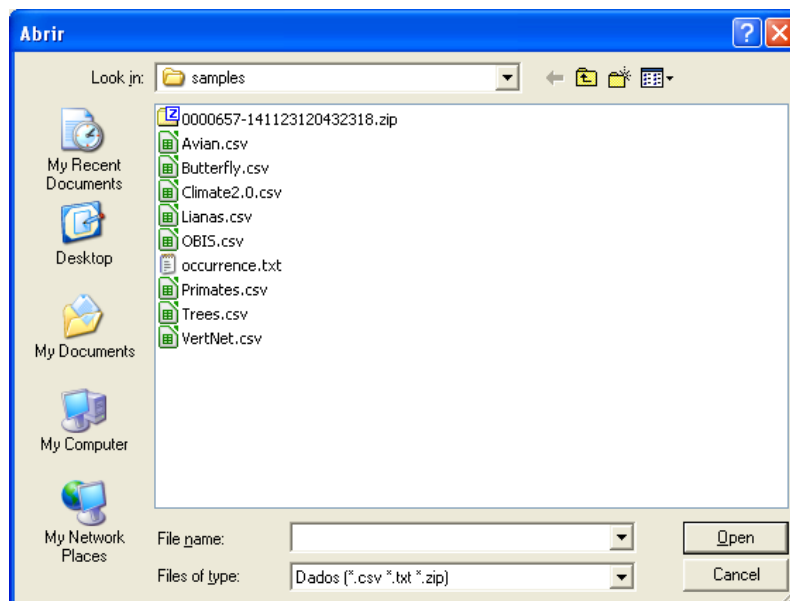 Abrir
Look in:
samples
My Recent
Documents
Desktop
My Documents
My Computer
My Network
Places
0000657-141123120432318.zip
Avian.csv
Butterfly.csv
Climate2.0.csv
Lianas.csv
OBIS.csv
occurrence.txt
Primates.csv
Trees.csv
VertNet.csv
File name:
Open
Files of type:
Dados (*.csv *.txt *.zip)
Cancel